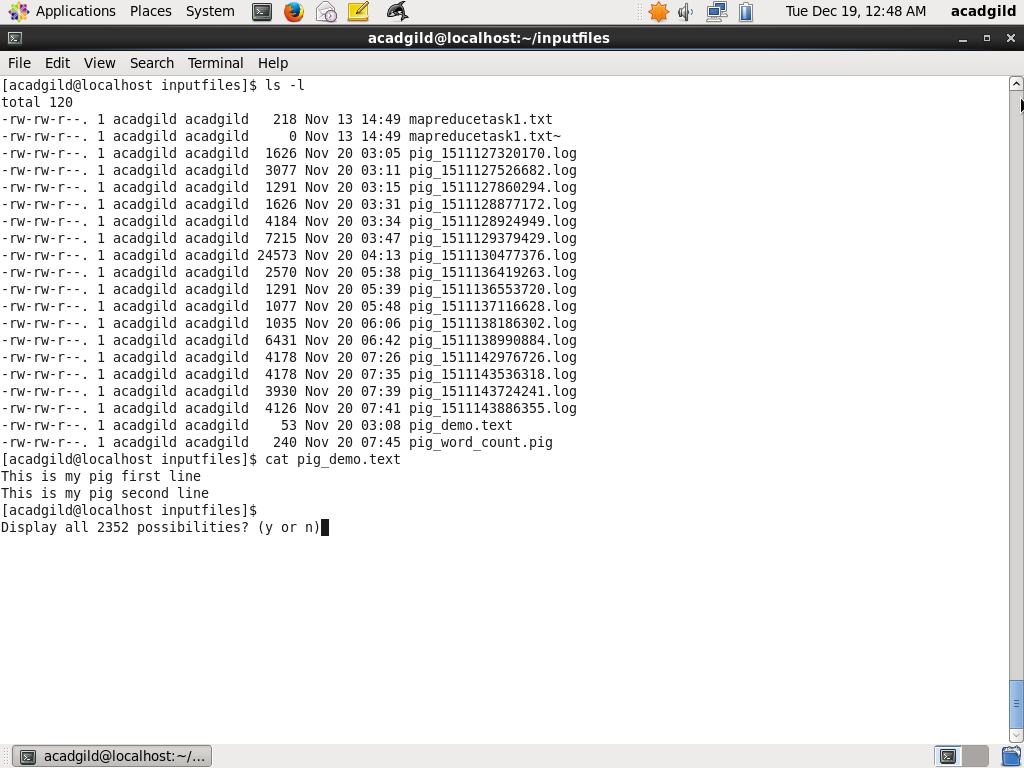 Applications Places System Tue Dec 19, 12:48 AM acadgild
acadgild@localhost:~/inputfiles
File Edit View Search Terminal Help
[acadgild@localhost inputfiles]$ ls -l
total 120
-rw-rw-r--. 1 acadgild acadgild   218 Nov 13 14:49 mapreducetask1.txt
-rw-rw-r--. 1 acadgild acadgild     0 Nov 13 14:49 mapreducetask1.txt~
-rw-rw-r--. 1 acadgild acadgild  1626 Nov 20 03:05 pig_1511127320170.log
-rw-rw-r--. 1 acadgild acadgild  3077 Nov 20 03:11 pig_1511127526682.log
-rw-rw-r--. 1 acadgild acadgild  1291 Nov 20 03:15 pig_1511127860294.log
-rw-rw-r--. 1 acadgild acadgild  1626 Nov 20 03:31 pig_1511128877172.log
-rw-rw-r--. 1 acadgild acadgild  4184 Nov 20 03:34 pig_1511128924949.log
-rw-rw-r--. 1 acadgild acadgild  7215 Nov 20 03:47 pig_1511129379429.log
-rw-rw-r--. 1 acadgild acadgild 24573 Nov 20 04:13 pig_1511130477376.log
-rw-rw-r--. 1 acadgild acadgild  2570 Nov 20 05:38 pig_1511136419263.log
-rw-rw-r--. 1 acadgild acadgild  1291 Nov 20 05:39 pig_1511136553720.log
-rw-rw-r--. 1 acadgild acadgild  1077 Nov 20 05:48 pig_1511137116628.log
-rw-rw-r--. 1 acadgild acadgild  1035 Nov 20 06:06 pig_1511138186302.log
-rw-rw-r--. 1 acadgild acadgild  6431 Nov 20 06:42 pig_1511138990884.log
-rw-rw-r--. 1 acadgild acadgild  4178 Nov 20 07:26 pig_1511142976726.log
-rw-rw-r--. 1 acadgild acadgild  4178 Nov 20 07:35 pig_1511143536318.log
-rw-rw-r--. 1 acadgild acadgild  3930 Nov 20 07:39 pig_1511143724241.log
-rw-rw-r--. 1 acadgild acadgild  4126 Nov 20 07:41 pig_1511143886355.log
-rw-rw-r--. 1 acadgild acadgild    53 Nov 20 03:08 pig_demo.text
-rw-rw-r--. 1 acadgild acadgild   240 Nov 20 07:45 pig_word_count.pig
[acadgild@localhost inputfiles]$ cat pig_demo.text
This is my pig first line
This is my pig second line
[acadgild@localhost inputfiles]$
Display all 2352 possibilities? (y or n)
acadgild@localhost:~/...